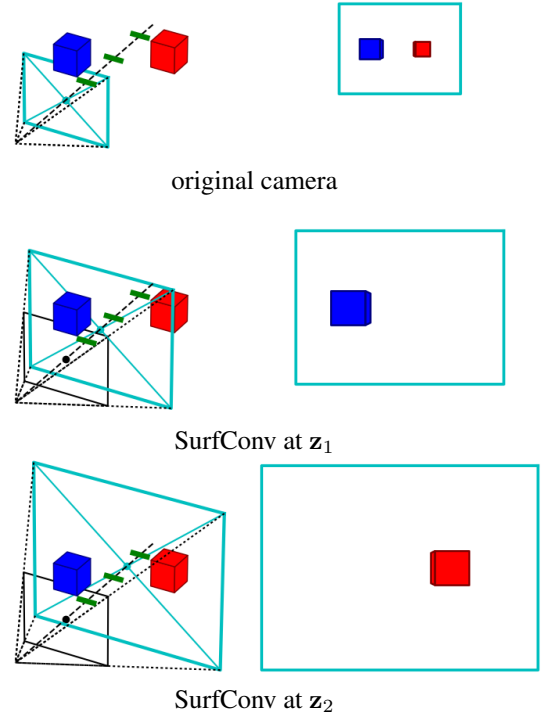 original camera
SurfConv at z₁
SurfConv at z₂